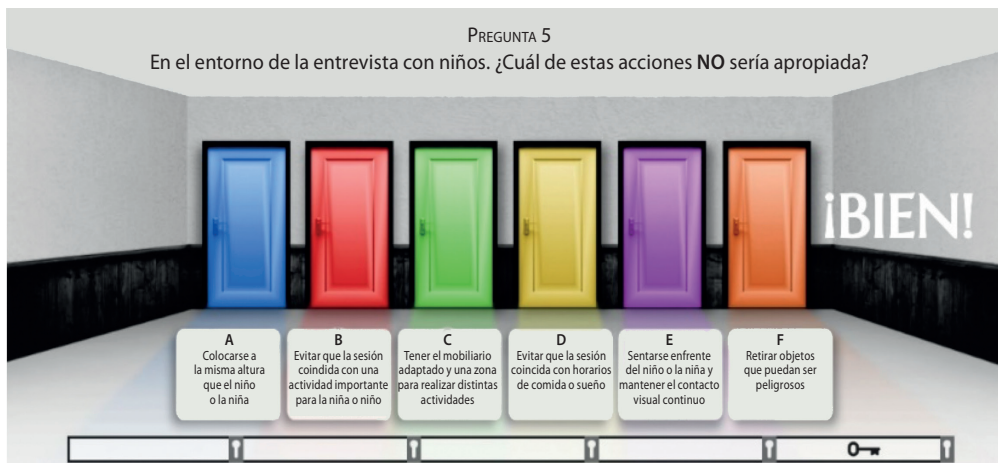 PREGUNTA 5
En el entorno de la entrevista con niños. ¿Cuál de estas acciones NO sería apropiada?
¡BIEN!
A
Colocarse a
la misma altura
que el niño
o la niña
B
Evitar que la sesión
coindida con una
actividad importante
para la niña o niño
C
Tener el mobiliario
adaptado y una zona
para realizar distintas
actividades
D
Evitar que la sesión
coincida con horarios
de comida o sueño
E
Sentarse enfrente
del niño o la niña y
mantener el contacto
visual continuo
F
Retirar objetos
que puedan ser
peligrosos